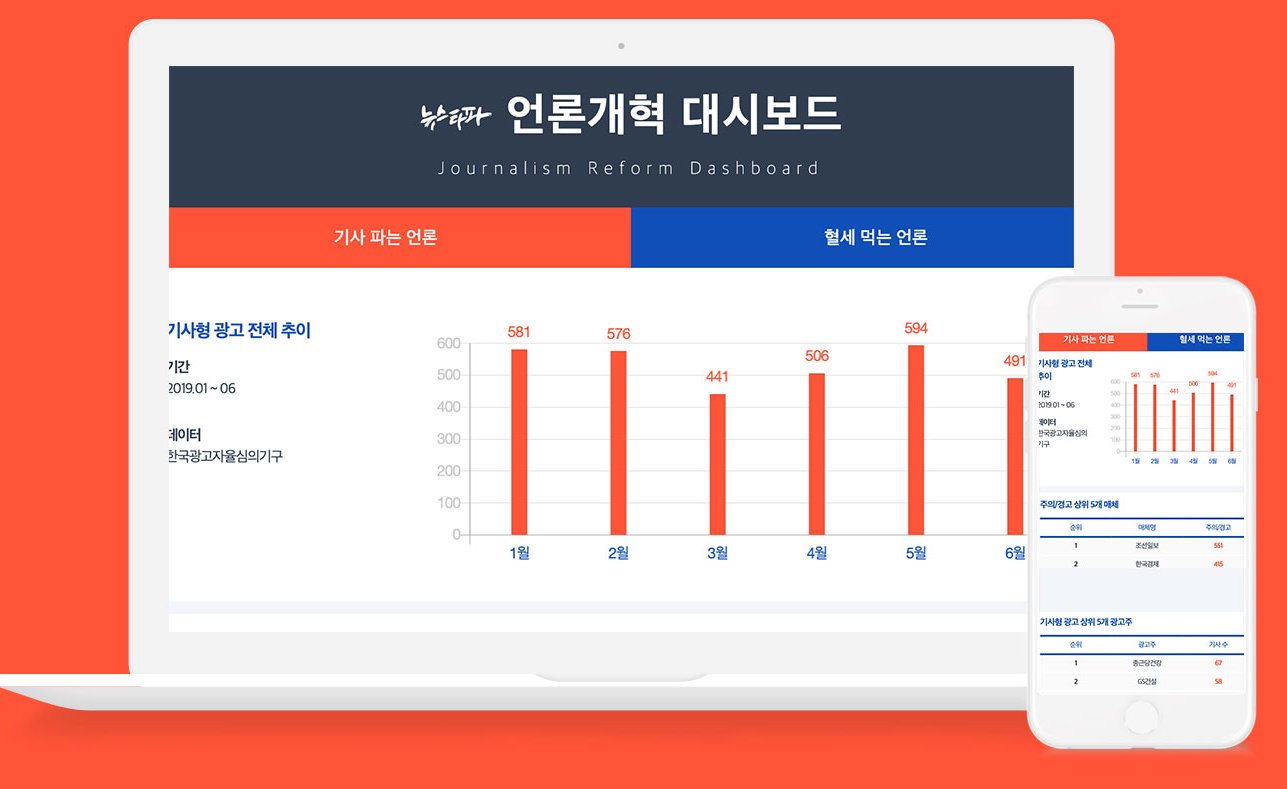 뉴스타파 언론개혁 대시보드
Journalism Reform Dashboard
기사 파는 언론
혈세 먹는 언론
기사형 광고 전체 추이
기간
2019.01 ~ 06
데이터
한국광고자율심의기구
600
500
400
300
200
100
0
581
576
441
506
594
491
1월
2월
3월
4월
5월
6월
기사 파는 언론
혈세 먹는 언론
기사형 광고 전체
추이
기간
2019.01 ~ 06
데이터
한국광고자율심의
기구
600
500
400
300
200
100
0
581
576
441
506
594
491
1월
2월
3월
4월
5월
6월
주의/경고 상위 5개 매체
순위 매체명 주의/경고
1 조선일보 551
2 한국경제 415
기사형 광고 상위 5개 광고주
순위 광고주 기사 수
1 종근당건강 67
2 GS건설 58